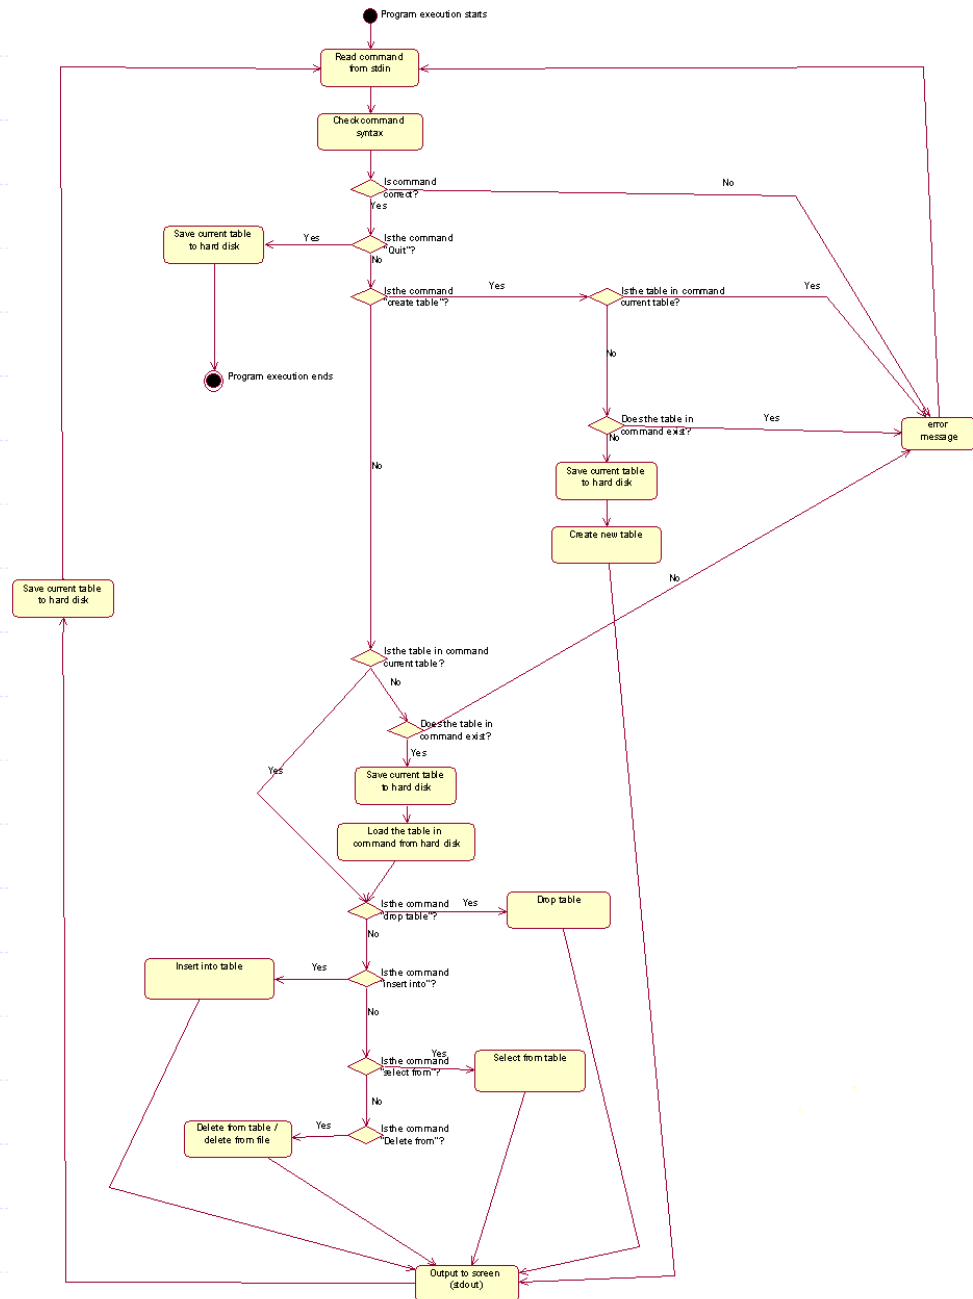 Program execution starts
Read command
from stdin
Check command
syntax
Is command
correct?
No
Yes
Save current table
to hard disk
Yes
Is the command
"Quit"?
No
Is the command
"create table"?
Yes
Is the table in command
current table?
Yes
No
Program execution ends
Does the table in
command exist?
Yes
error
message
No
No
Save current table
to hard disk
Create new table
No
Save current table
to hard disk
Is the table in command
current table?
No
Does the table in
command exist?
Yes
Yes
Save current table
to hard disk
Load the table in
command from hard disk
Is the command
"drop table"?
Yes
Drop table
No
Insert into table
Yes
Is the command
"Insert into"?
No
Is the command
"select from"?
Yes
Select from table
No
Delete from table /
delete from file
Yes
Is the command
"Delete from"?
Output to screen
(stdout)